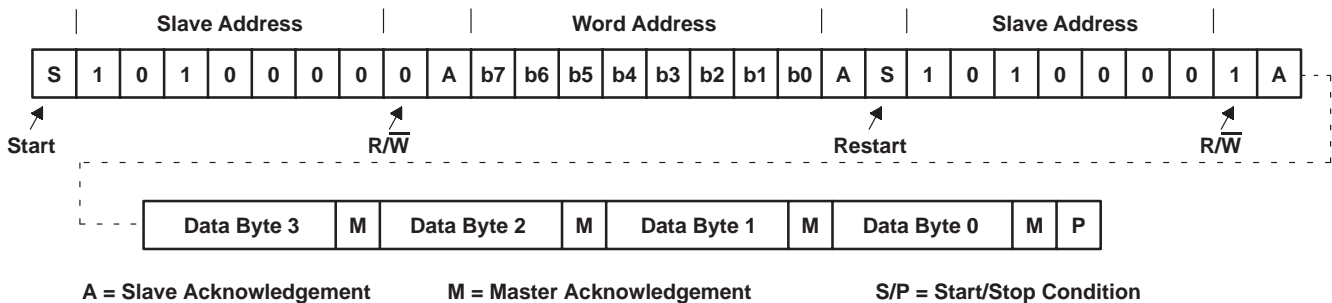 Slave Address Word Address Slave Address
S 1 0 1 0 0 0 0 0 A b7 b6 b5 b4 b3 b2 b1 b0 A S 1 0 1 0 0 0 0 1 A
Start R/W̅ Restart R/W̅
Data Byte 3 M Data Byte 2 M Data Byte 1 M Data Byte 0 M P
A = Slave Acknowledgement M = Master Acknowledgement S/P = Start/Stop Condition